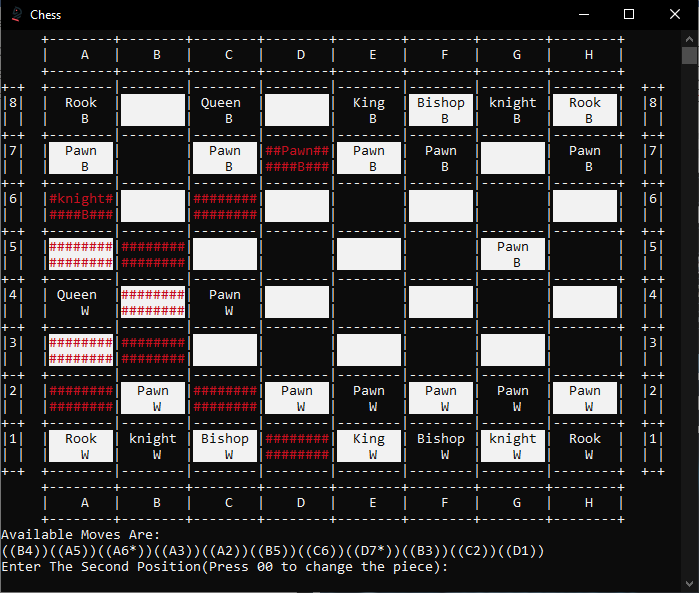 Chess
A B C D E F G H
8 Rook Queen King Bishop knight Rook 8
B B B B B B
7 Pawn Pawn ##Pawn## Pawn Pawn Pawn 7
B B ####B### B B B
6 #knight# ######## 6
####B### ########
5 ######## ######## Pawn 5
######## ######## B
4 Queen ######## Pawn 4
W ######## W
3 ######## ######## 3
######## ########
2 ######## Pawn ######## Pawn Pawn Pawn Pawn Pawn 2
######## W ######## W W W W W
1 Rook knight Bishop ######## King Bishop knight Rook 1
W W W ######## W W W W
A B C D E F G H
Available Moves Are:
((B4))((A5))((A6*))((A3))((A2))((B5))((C6))((D7*))((B3))((C2))((D1))
Enter The Second Position(Press 00 to change the piece):